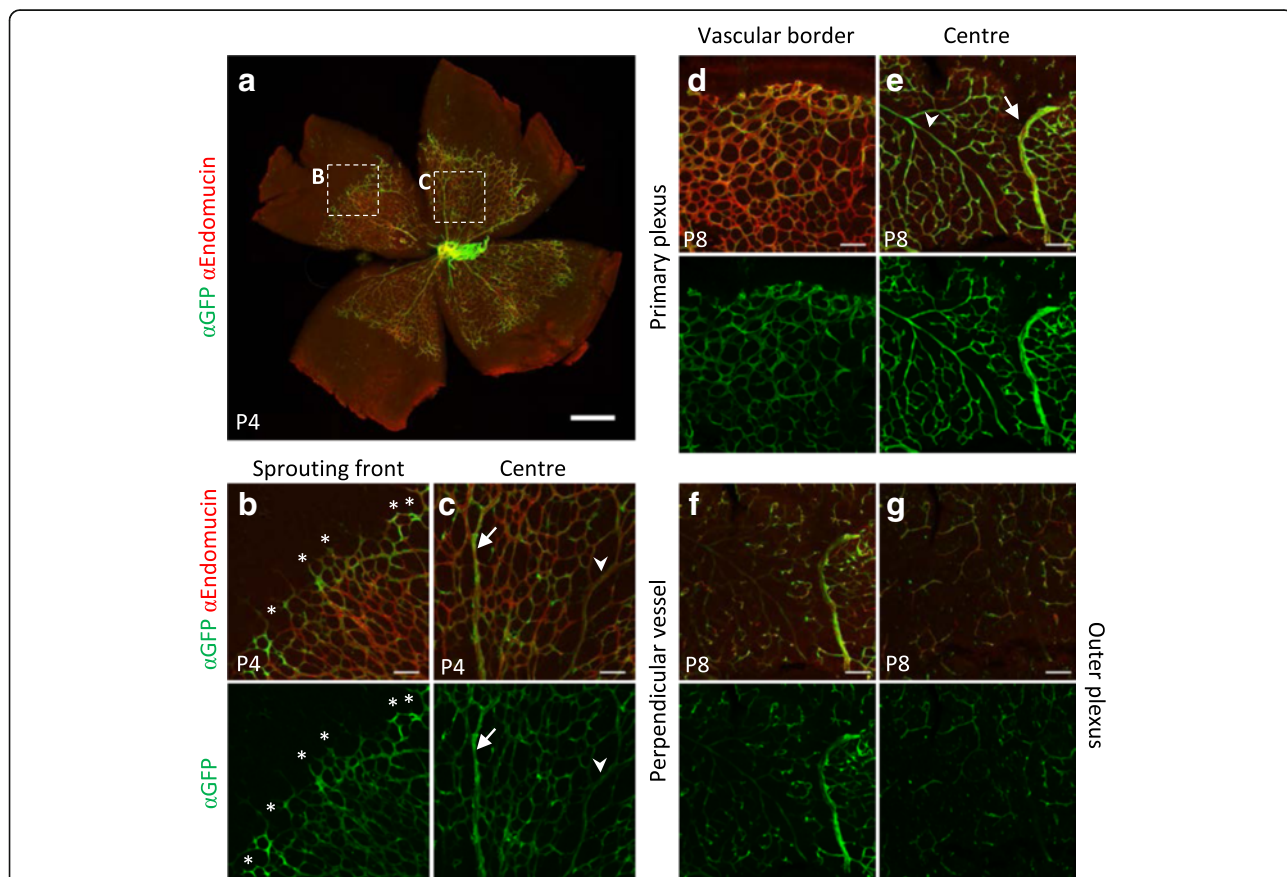 Vascular border Centre
a
B
C
P4
αGFP αEndomucin
d
P8
e
P8
Primary plexus
Sprouting front Centre
b
* *
*
*
*
P4
c
P4
αGFP αEndomucin
* *
*
*
*
*
αGFP
f
P8
g
P8
Perpendicular vessel
Outer plexus